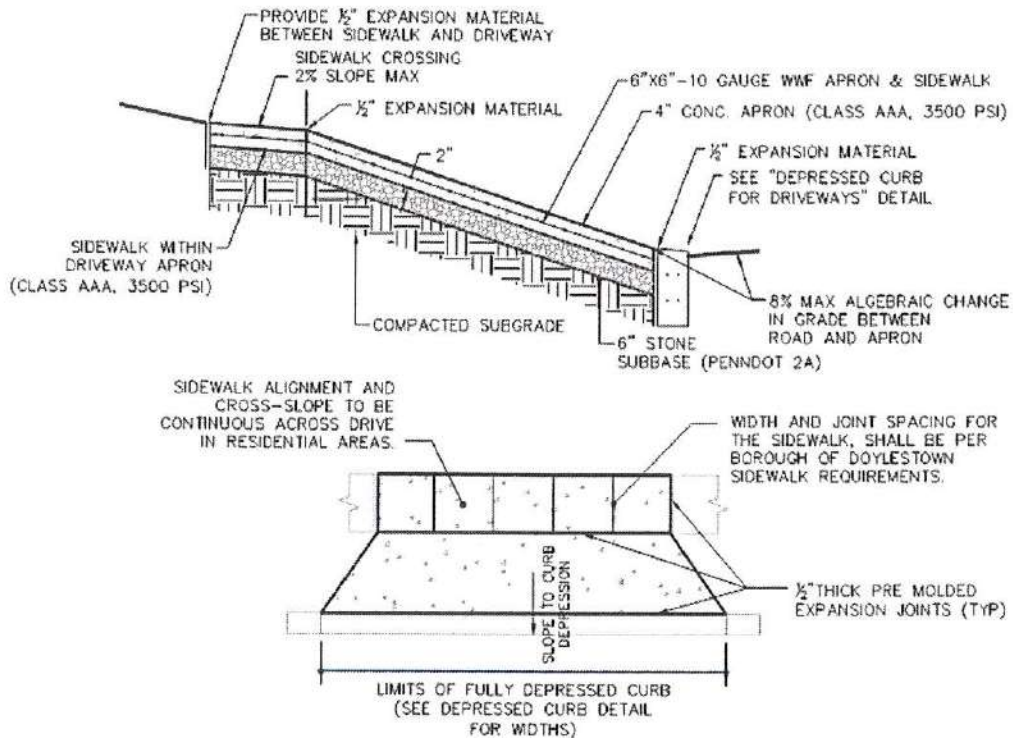 PROVIDE ½" EXPANSION MATERIAL
BETWEEN SIDEWALK AND DRIVEWAY
SIDEWALK CROSSING
2% SLOPE MAX
½" EXPANSION MATERIAL
2"
6"X6"-10 GAUGE WWF APRON & SIDEWALK
4" CONC. APRON (CLASS AAA, 3500 PSI)
½" EXPANSION MATERIAL
SEE "DEPRESSED CURB
FOR DRIVEWAYS" DETAIL
SIDEWALK WITHIN
DRIVEWAY APRON
(CLASS AAA, 3500 PSI)
COMPACTED SUBGRADE
6" STONE
SUBBASE (PENNDOT 2A)
8% MAX ALGEBRAIC CHANGE
IN GRADE BETWEEN
ROAD AND APRON
SIDEWALK ALIGNMENT AND
CROSS-SLOPE TO BE
CONTINUOUS ACROSS DRIVE
IN RESIDENTIAL AREAS.
WIDTH AND JOINT SPACING FOR
THE SIDEWALK, SHALL BE PER
BOROUGH OF DOYLESTOWN
SIDEWALK REQUIREMENTS.
SLOPE TO CURB
DEPRESSION
½" THICK PRE MOLDED
EXPANSION JOINTS (TYP)
LIMITS OF FULLY DEPRESSED CURB
(SEE DEPRESSED CURB DETAIL
FOR WIDTHS)